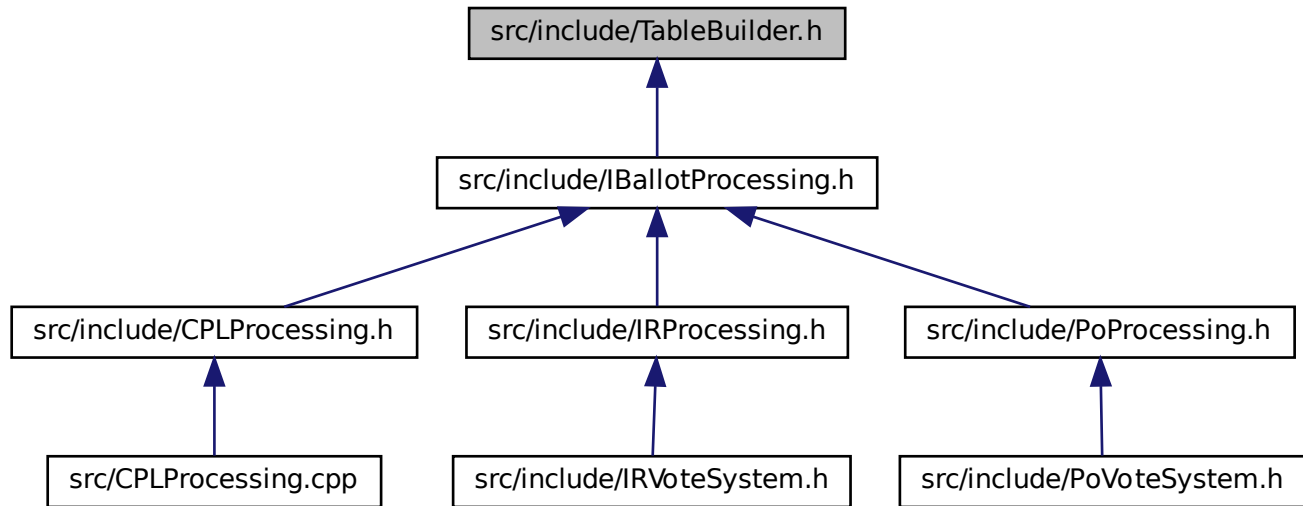 src/include/TableBuilder.h
src/include/IBallotProcessing.h
src/include/CPLProcessing.h
src/include/IRProcessing.h
src/include/PoProcessing.h
src/CPLProcessing.cpp
src/include/IRVoteSystem.h
src/include/PoVoteSystem.h